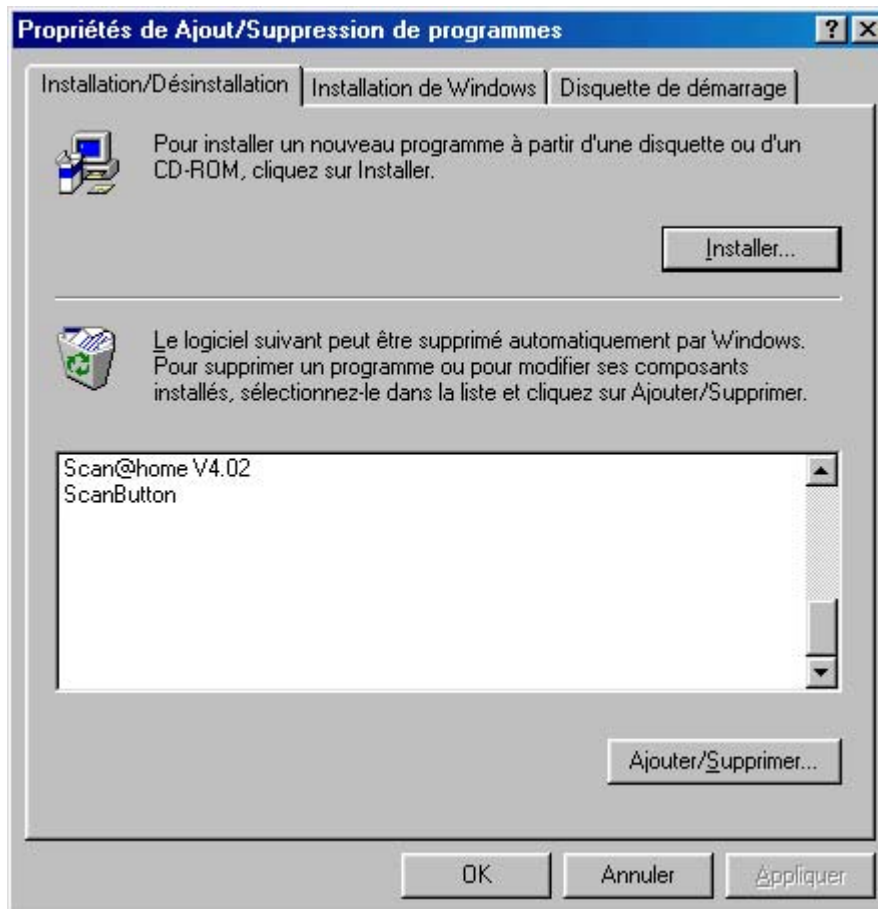 Propriétés de Ajout/Suppression de programmes
Installation/Désinstallation Installation de Windows Disquette de démarrage
Pour installer un nouveau programme à partir d'une disquette ou d'un
CD-ROM, cliquez sur Installer.
Installer...
Le logiciel suivant peut être supprimé automatiquement par Windows.
Pour supprimer un programme ou pour modifier ses composants
installés, sélectionnez-le dans la liste et cliquez sur Ajouter/Supprimer.
Scan@home V4.02
ScanButton
Ajouter/Supprimer...
OK Annuler Appliquer